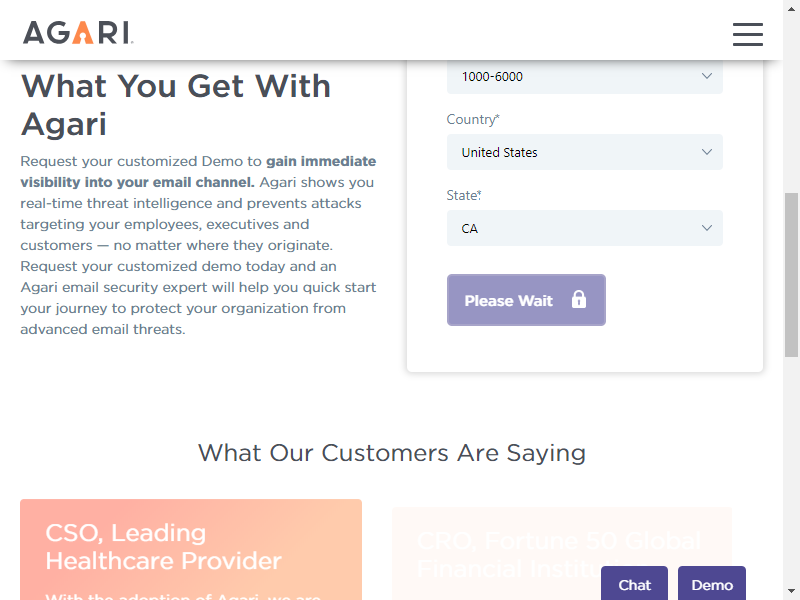 AGARI
What You Get With
Agari
Request your customized Demo to gain immediate
visibility into your email channel. Agari shows you
real-time threat intelligence and prevents attacks
targeting your employees, executives and
customers — no matter where they originate.
Request your customized demo today and an
Agari email security expert will help you quick start
your journey to protect your organization from
advanced email threats.
1000-6000
Country*
United States
State*
CA
Please Wait
What Our Customers Are Saying
CSO, Leading
Healthcare Provider
With the adoption of Agari, we are
CRO, Fortune 50 Global
Financial
Chat
Demo